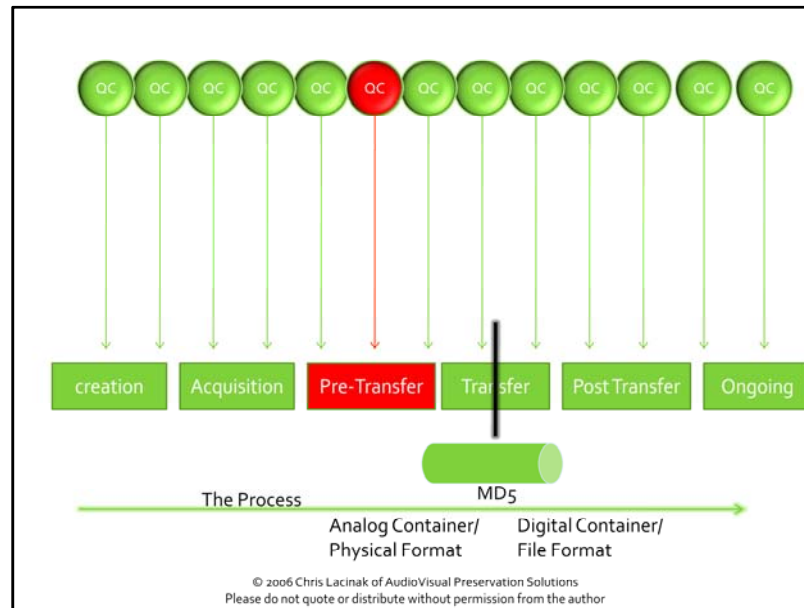 QC QC QC QC QC QC QC QC QC QC QC QC QC
creation Acquisition Pre-Transfer Transfer Post Transfer Ongoing
MD5
The Process
Analog Container/ Digital Container/
Physical Format File Format
© 2006 Chris Lacinak of AudioVisual Preservation Solutions
Please do not quote or distribute without permission from the author